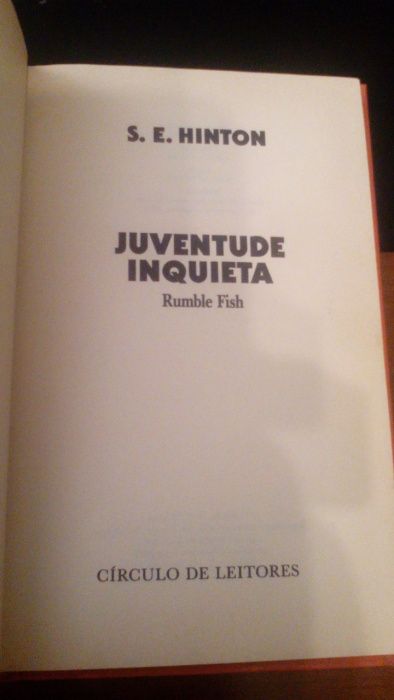 S. E. HINTON
JUVENTUDE
INQUIETA
Rumble Fish
CÍRCULO DE LEITORES